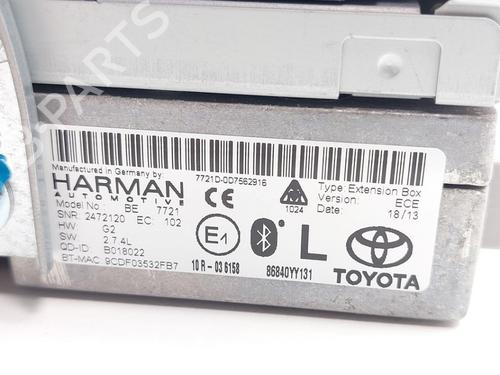 B-PARTS
Manufactured in Germany by:
7721D-0D7562916
HARMAN
AUTOMOTIVE
CE
1024
Type: Extension Box
Version: ECE
Date: 18/13
Model No.: BE 7721
SNR: 2472120 EC: 102
HW G2
SW 2.7.4L
QD-ID: B018022
BT-MAC: 9CDF03532FB7
E1
10 R - 03 6158
L
86840YY131
TOYOTA